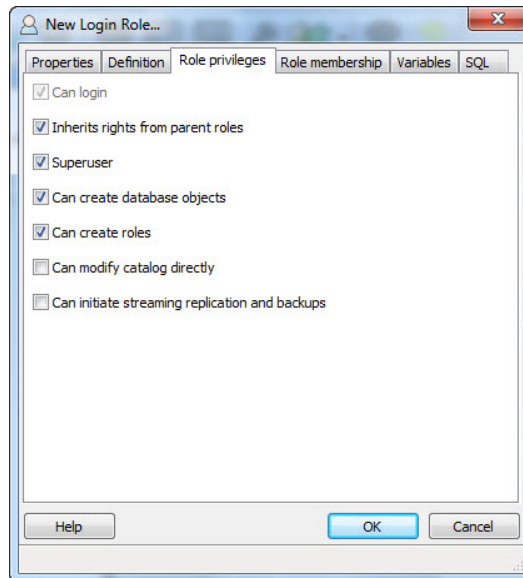 New Login Role...
Properties Definition Role privileges Role membership Variables SQL
Can login
Inherits rights from parent roles
Superuser
Can create database objects
Can create roles
Can modify catalog directly
Can initiate streaming replication and backups
Help OK Cancel